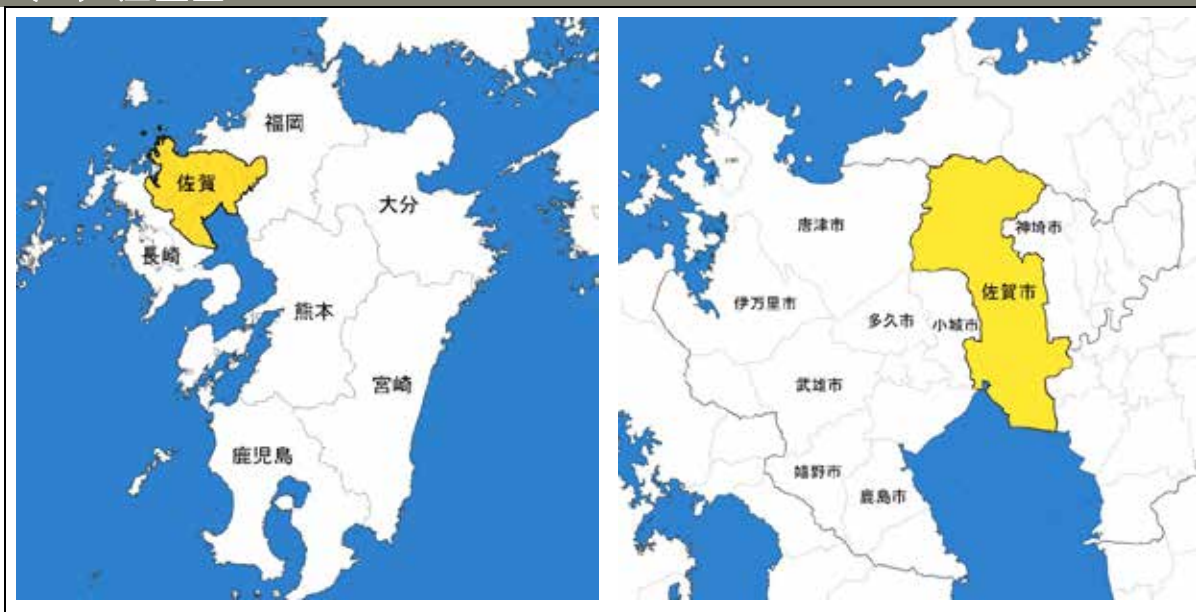 福岡
佐賀
大分
長崎
熊本
宮崎
鹿児島
唐津市
神埼市
佐賀市
伊万里市
多久市
小城市
武雄市
嬉野市
鹿島市